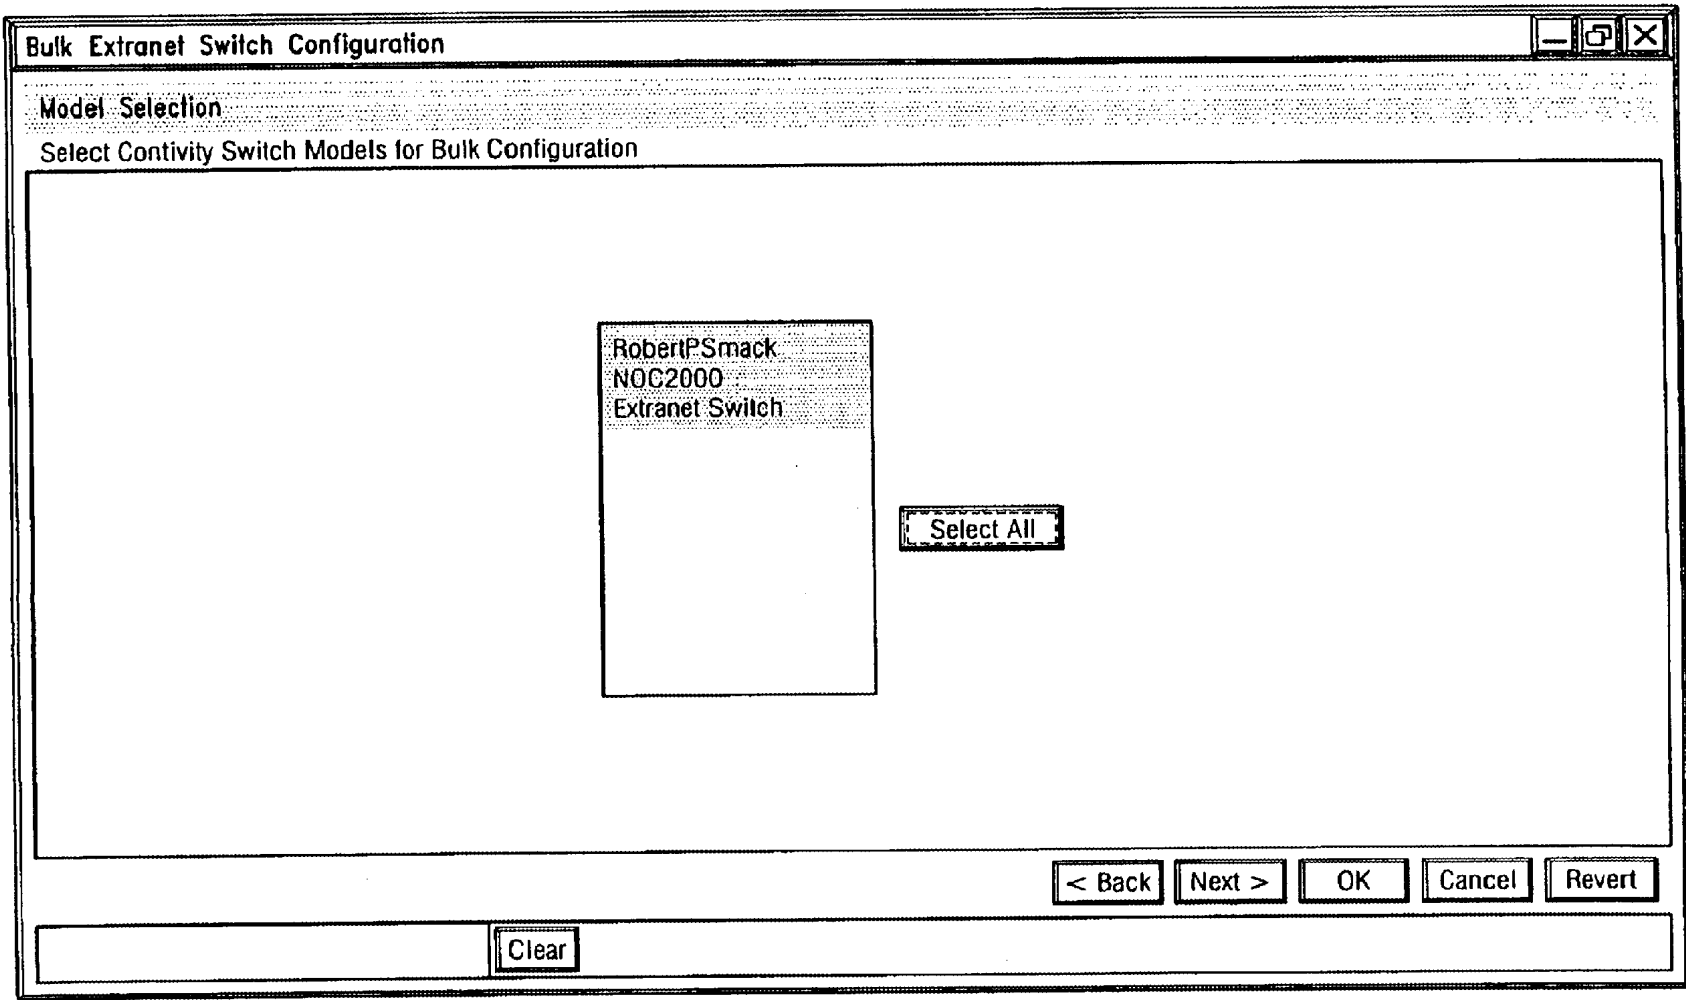 Bulk Extranet Switch Configuration
Model Selection
Select Contivity Switch Models for Bulk Configuration
RobertPSmack
NOC2000
Extranet Switch
Select All
< Back Next > OK Cancel Revert
Clear